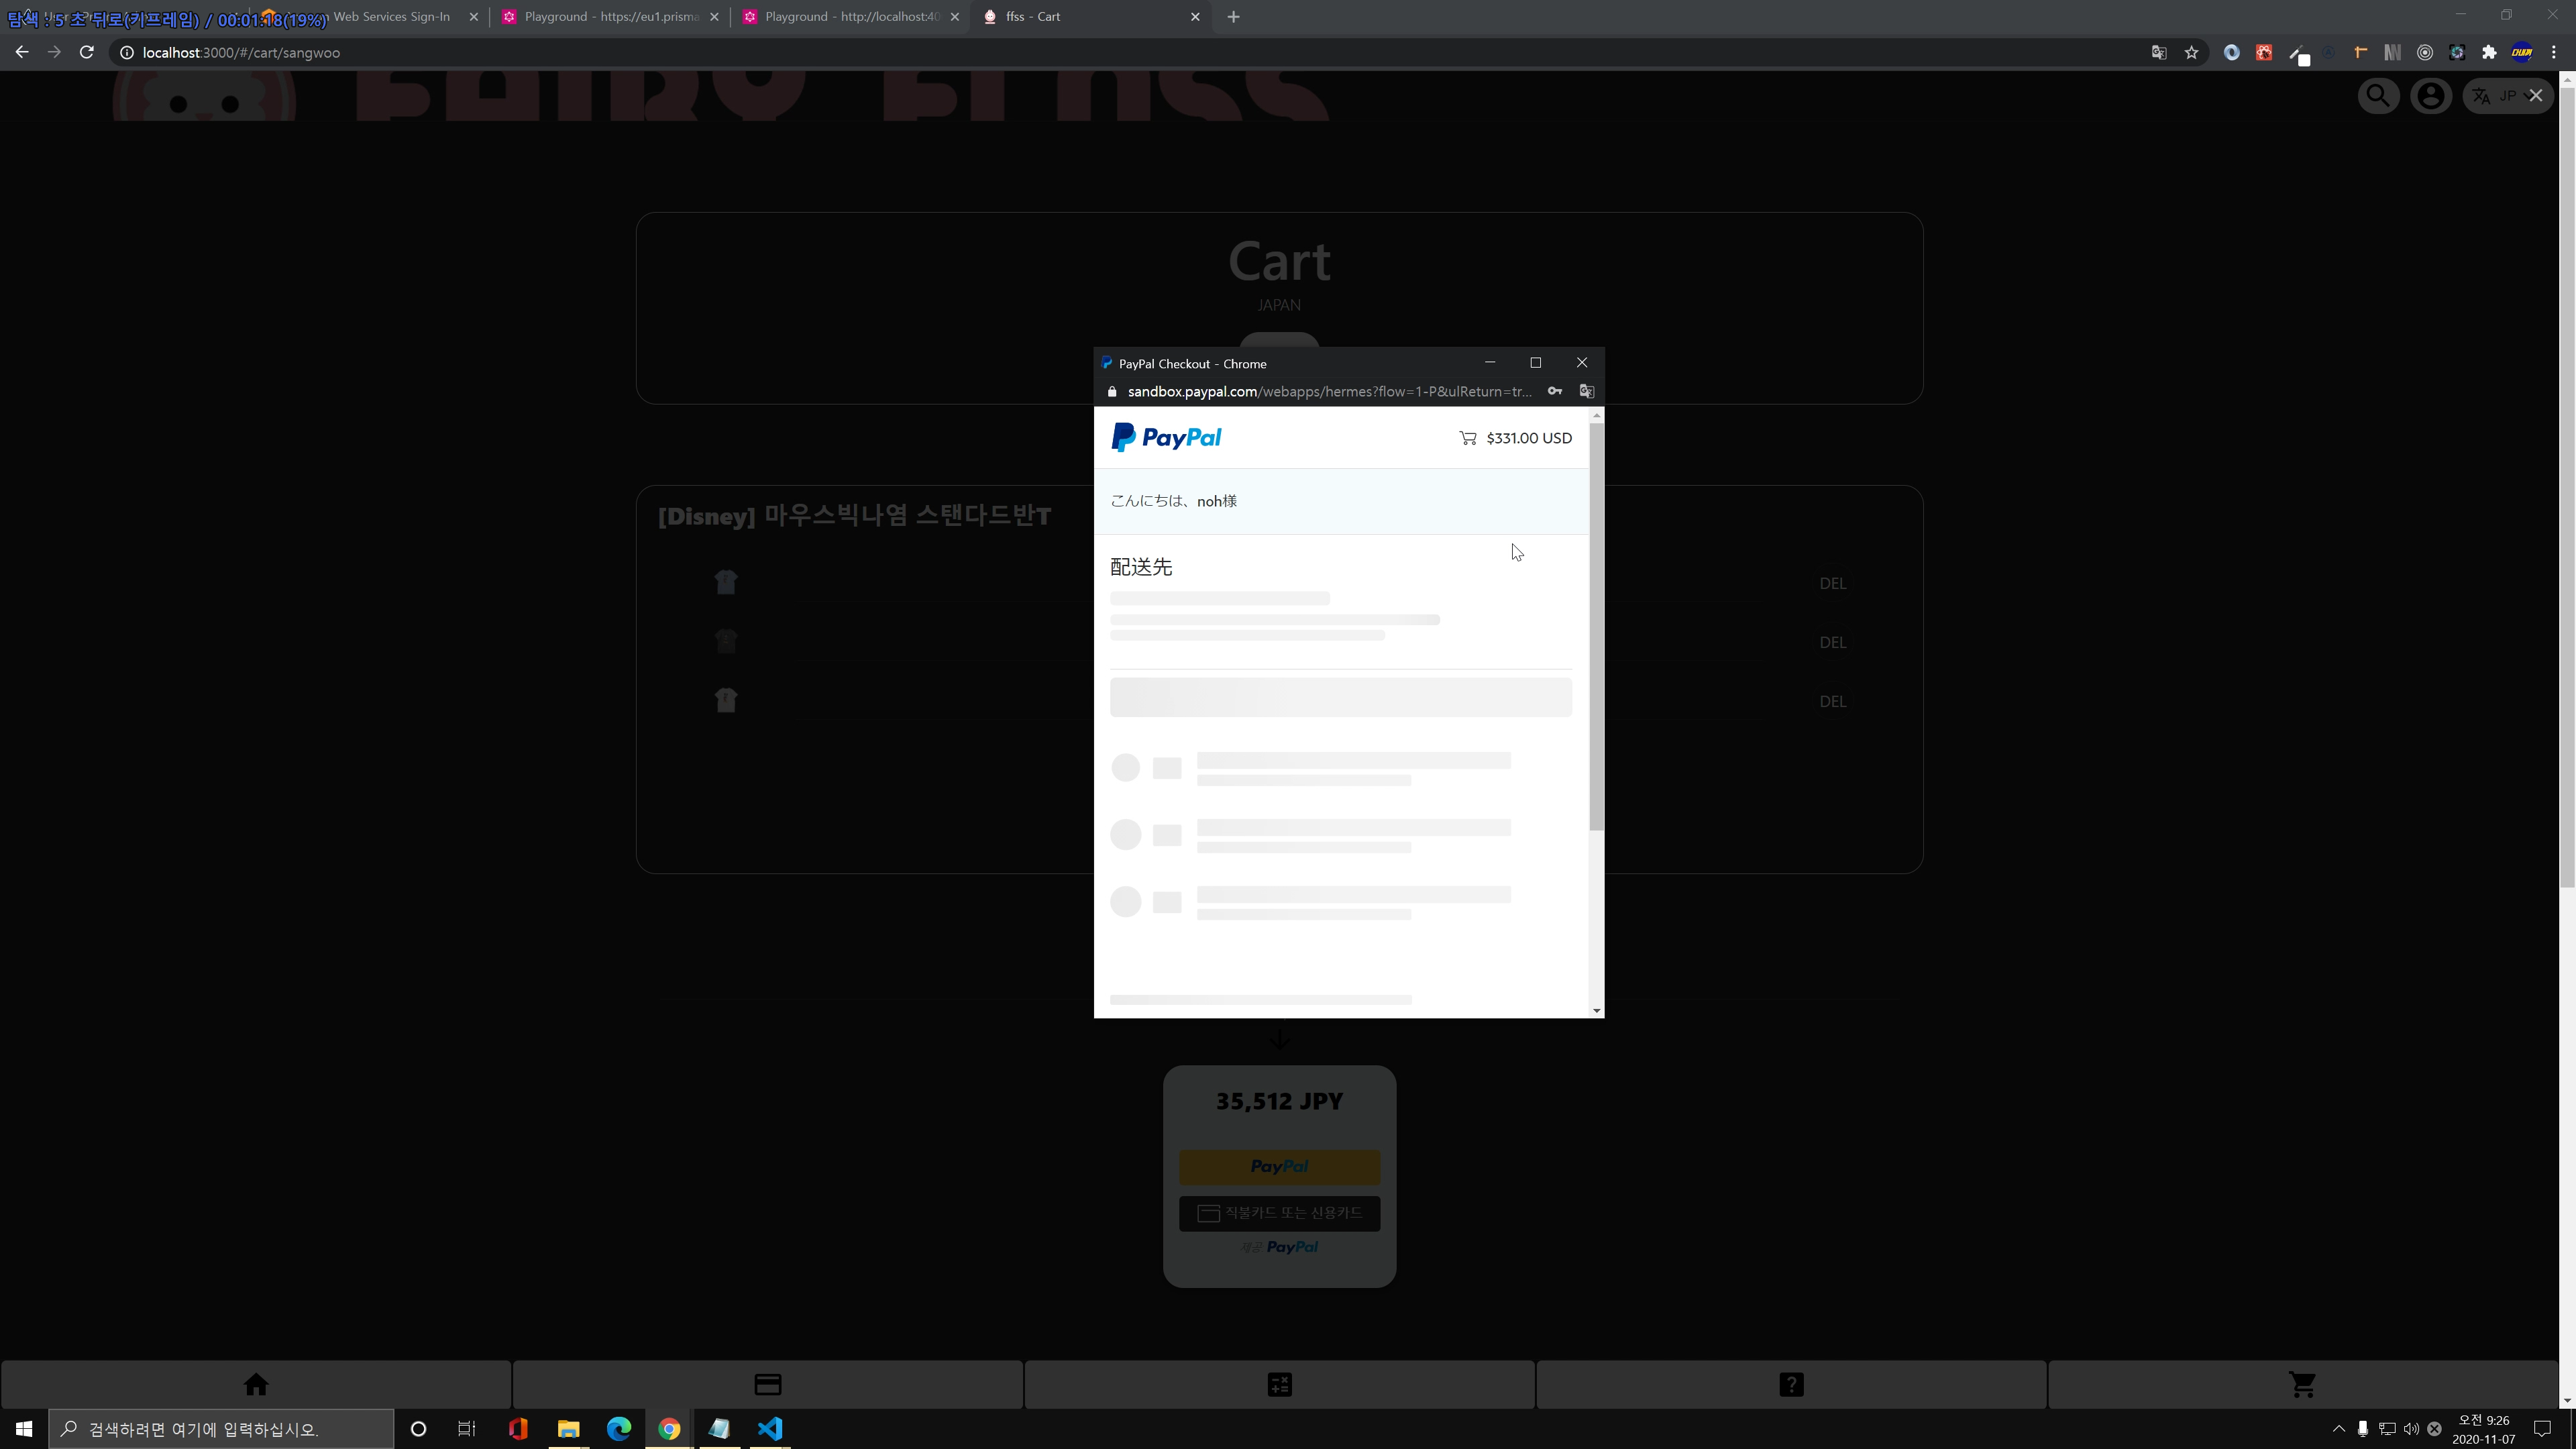 탐색 : 5 초 뒤로(키프레임) / 00:01:18(19%)
Web Services Sign-In
Playground - https://eu1.prisma
Playground - http://localhost:40
ffss - Cart
localhost:3000/#/cart/sangwoo
FAIRY FLOSS
JP
Cart
JAPAN
PayPal Checkout - Chrome
sandbox.paypal.com/webapps/hermes?flow=1-P&ulReturn=tr...
PayPal
$331.00 USD
こんにちは、noh様
配送先
[Disney] 마우스빅나염 스탠다드반T
DEL
DEL
DEL
35,512 JPY
PayPal
직불카드 또는 신용카드
제공: PayPal
검색하려면 여기에 입력하십시오.
오전 9:26
2020-11-07